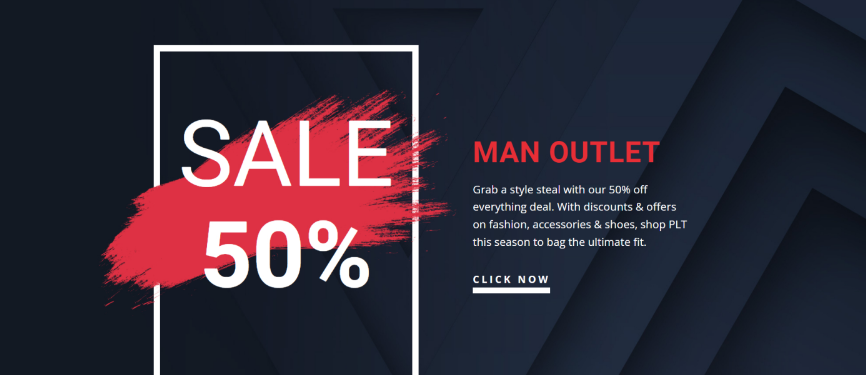 SALE
50%
MAN OUTLET
Grab a style steal with our 50% off
everything deal. With discounts & offers
on fashion, accessories & shoes, shop PLT
this season to bag the ultimate fit.
CLICK NOW